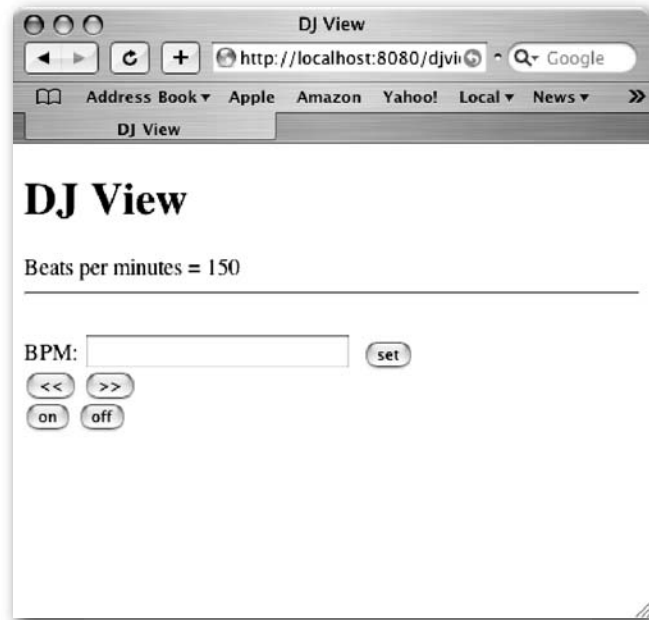 DJ View
http://localhost:8080/djvi
Google
Address Book Apple Amazon Yahoo! Local News »
DJ View
DJ View
Beats per minutes = 150
BPM: set
<< >>
on off